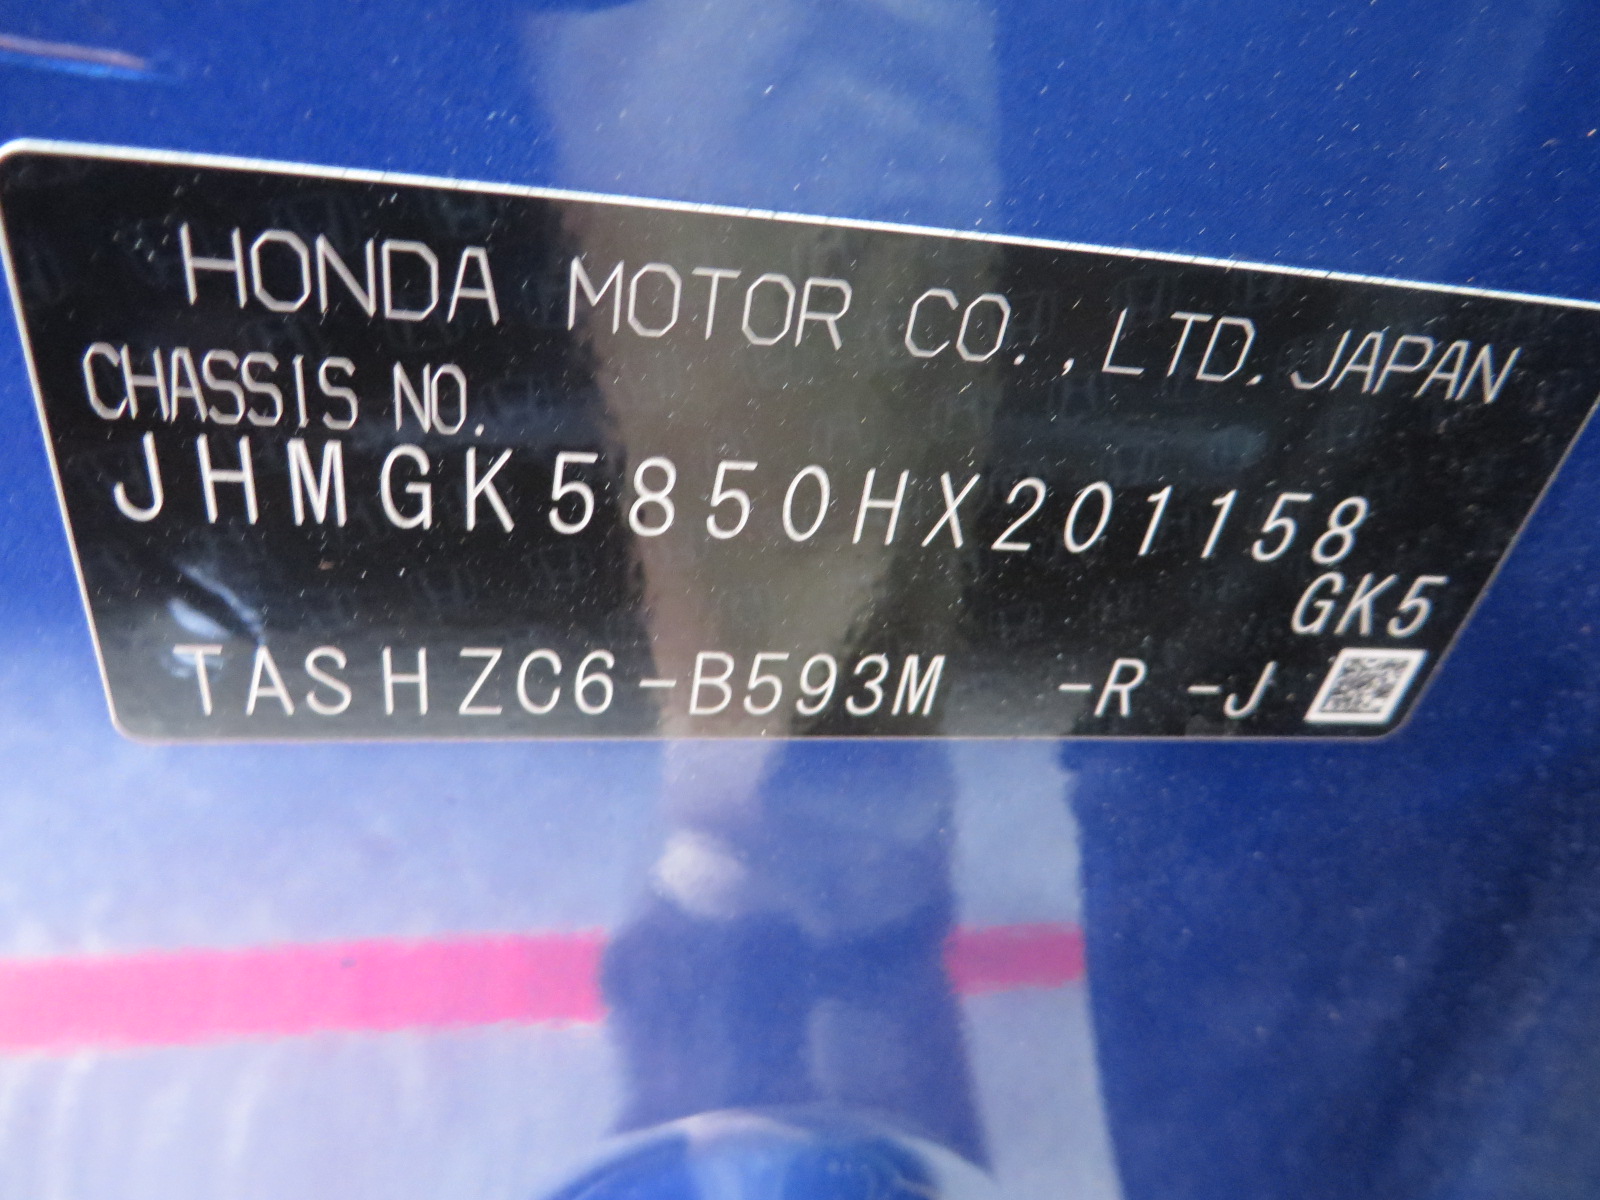 HONDA MOTOR CO.,LTD. JAPAN
CHASSIS NO.
JHMGK5850HX201158
GK5
TASHZC6-B593M -R -J